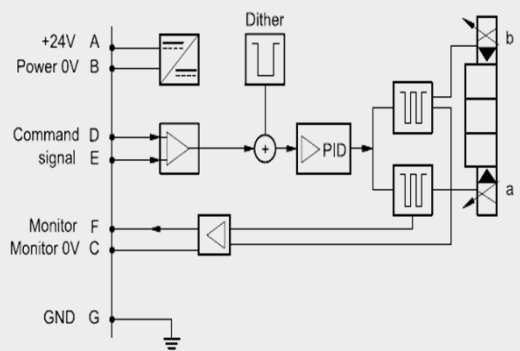 Dither
+24V A
b
Power 0V B
Command D
signal E
+
PID
a
Monitor F
Monitor 0V C
GND G